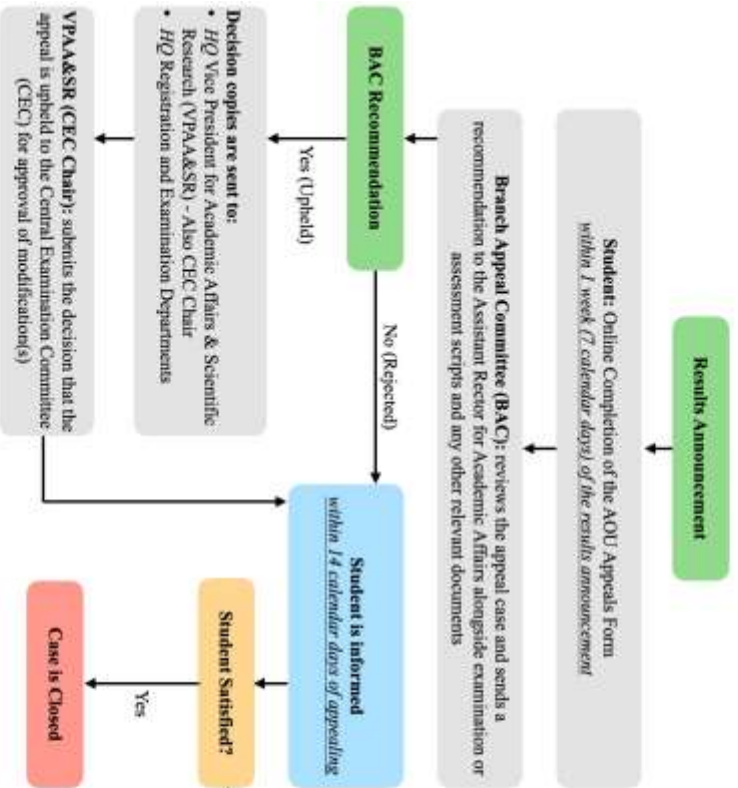 Results Announcement
Student: Online Completion of the AOU Appeals Form
within 1 week (7 calendar days) of the results announcement
Branch Appeal Committee (BAC): reviews the appeal case and sends a
recommendation to the Assistant Rector for Academic Affairs alongside examination or
assessment scripts and any other relevant documents
BAC Recommendation
Yes (Upheld)
No (Rejected)
Decision copies are sent to:
• HQ Vice President for Academic Affairs & Scientific
Research (VPAA&SR) - Also CEC Chair
• HQ Registration and Examination Departments
VPAA&SR (CEC Chair): submits the decision that the
appeal is upheld to the Central Examination Committee
(CEC) for approval of modification(s)
Student is informed
within 14 calendar days of appealing
Student Satisfied?
Yes
Case is Closed